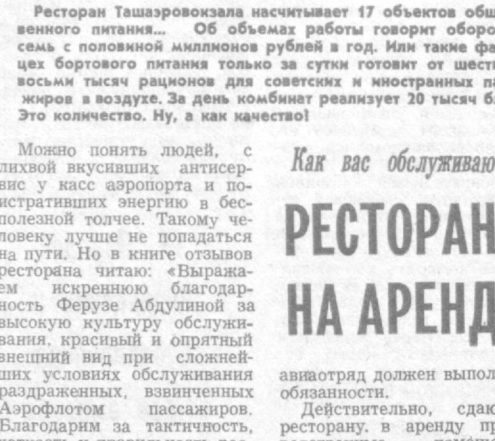 Ресторан Ташаэровокзала насчитывает 17 объектов общ
венного питания... Об объемах работы говорит оборо
семь с половиной миллионов рублей в год. Или такие фа
цех бортового питания только за сутки готовит от шест
восьми тысяч рационов для советских и иностранных па
жиров в воздухе. За день комбинат реализует 20 тысяч б
Это количество. Ну, а как качество!
Можно понять людей, с
лихвой вкусивших антисер-
вис у касс аэропорта и по-
истративших энергию в бес-
полезной толчее. Такому че-
ловеку лучше не попадаться
на пути. Но в книге отзывов
ресторана читаю: «Выража-
ем искреннюю благодар-
ность Ферузе Абдулиной за
высокую культуру обслужи-
вания, красивый и опрятный
внешний вид при сложней-
ших условиях обслуживания
раздраженных, взвинченных
Аэрофлотом пассажиров.
Благодарим за тактичность,
Как вас обслуживаю
РЕСТОРАН
НА АРЕНД
авиаотряд должен выпол
обязанности.
Действительно, сдаю
ресторану. в аренду пр